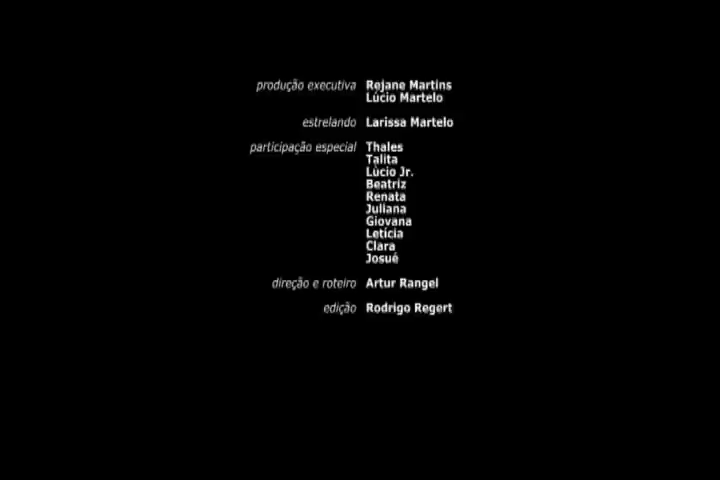 produção executiva Rejane Martins
Lúcio Martelo
estrelando Larissa Martelo
participação especial Thales
Talita
Lúcio Jr.
Beatriz
Renata
Juliana
Giovana
Letícia
Clara
Josué
direção e roteiro Artur Rangel
edição Rodrigo Regert